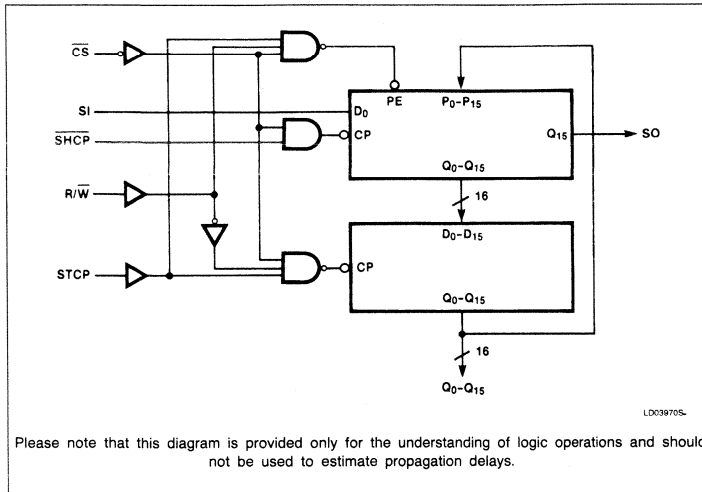 CS
SI
SHCP
R/W
STCP
PE
P0-P15
D0
CP
Q15
SO
Q0-Q15
16
D0-D15
CP
Q0-Q15
16
Q0-Q15
LD03970S
Please note that this diagram is provided only for the understanding of logic operations and should
not be used to estimate propagation delays.